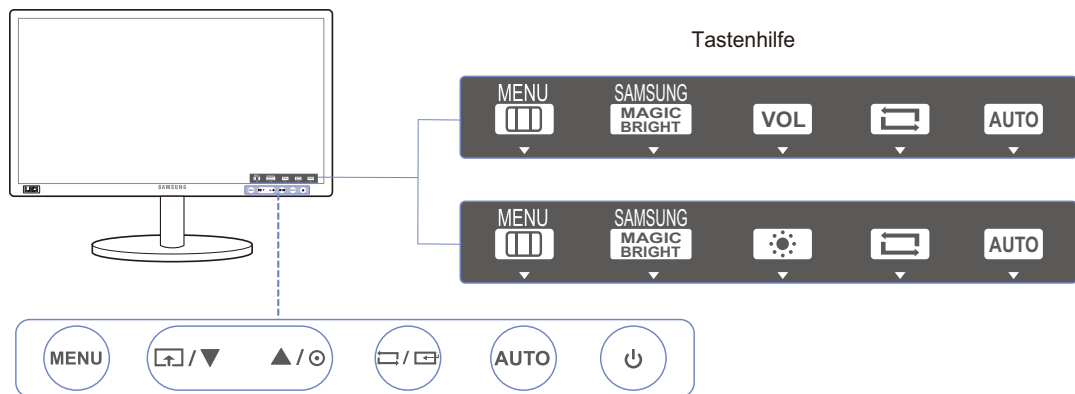 Tastenhilfe
MENU SAMSUNG
MAGIC
BRIGHT VOL AUTO
SAMSUNG
MENU SAMSUNG
MAGIC
BRIGHT AUTO
MENU / ▼ ▲ / AUTO